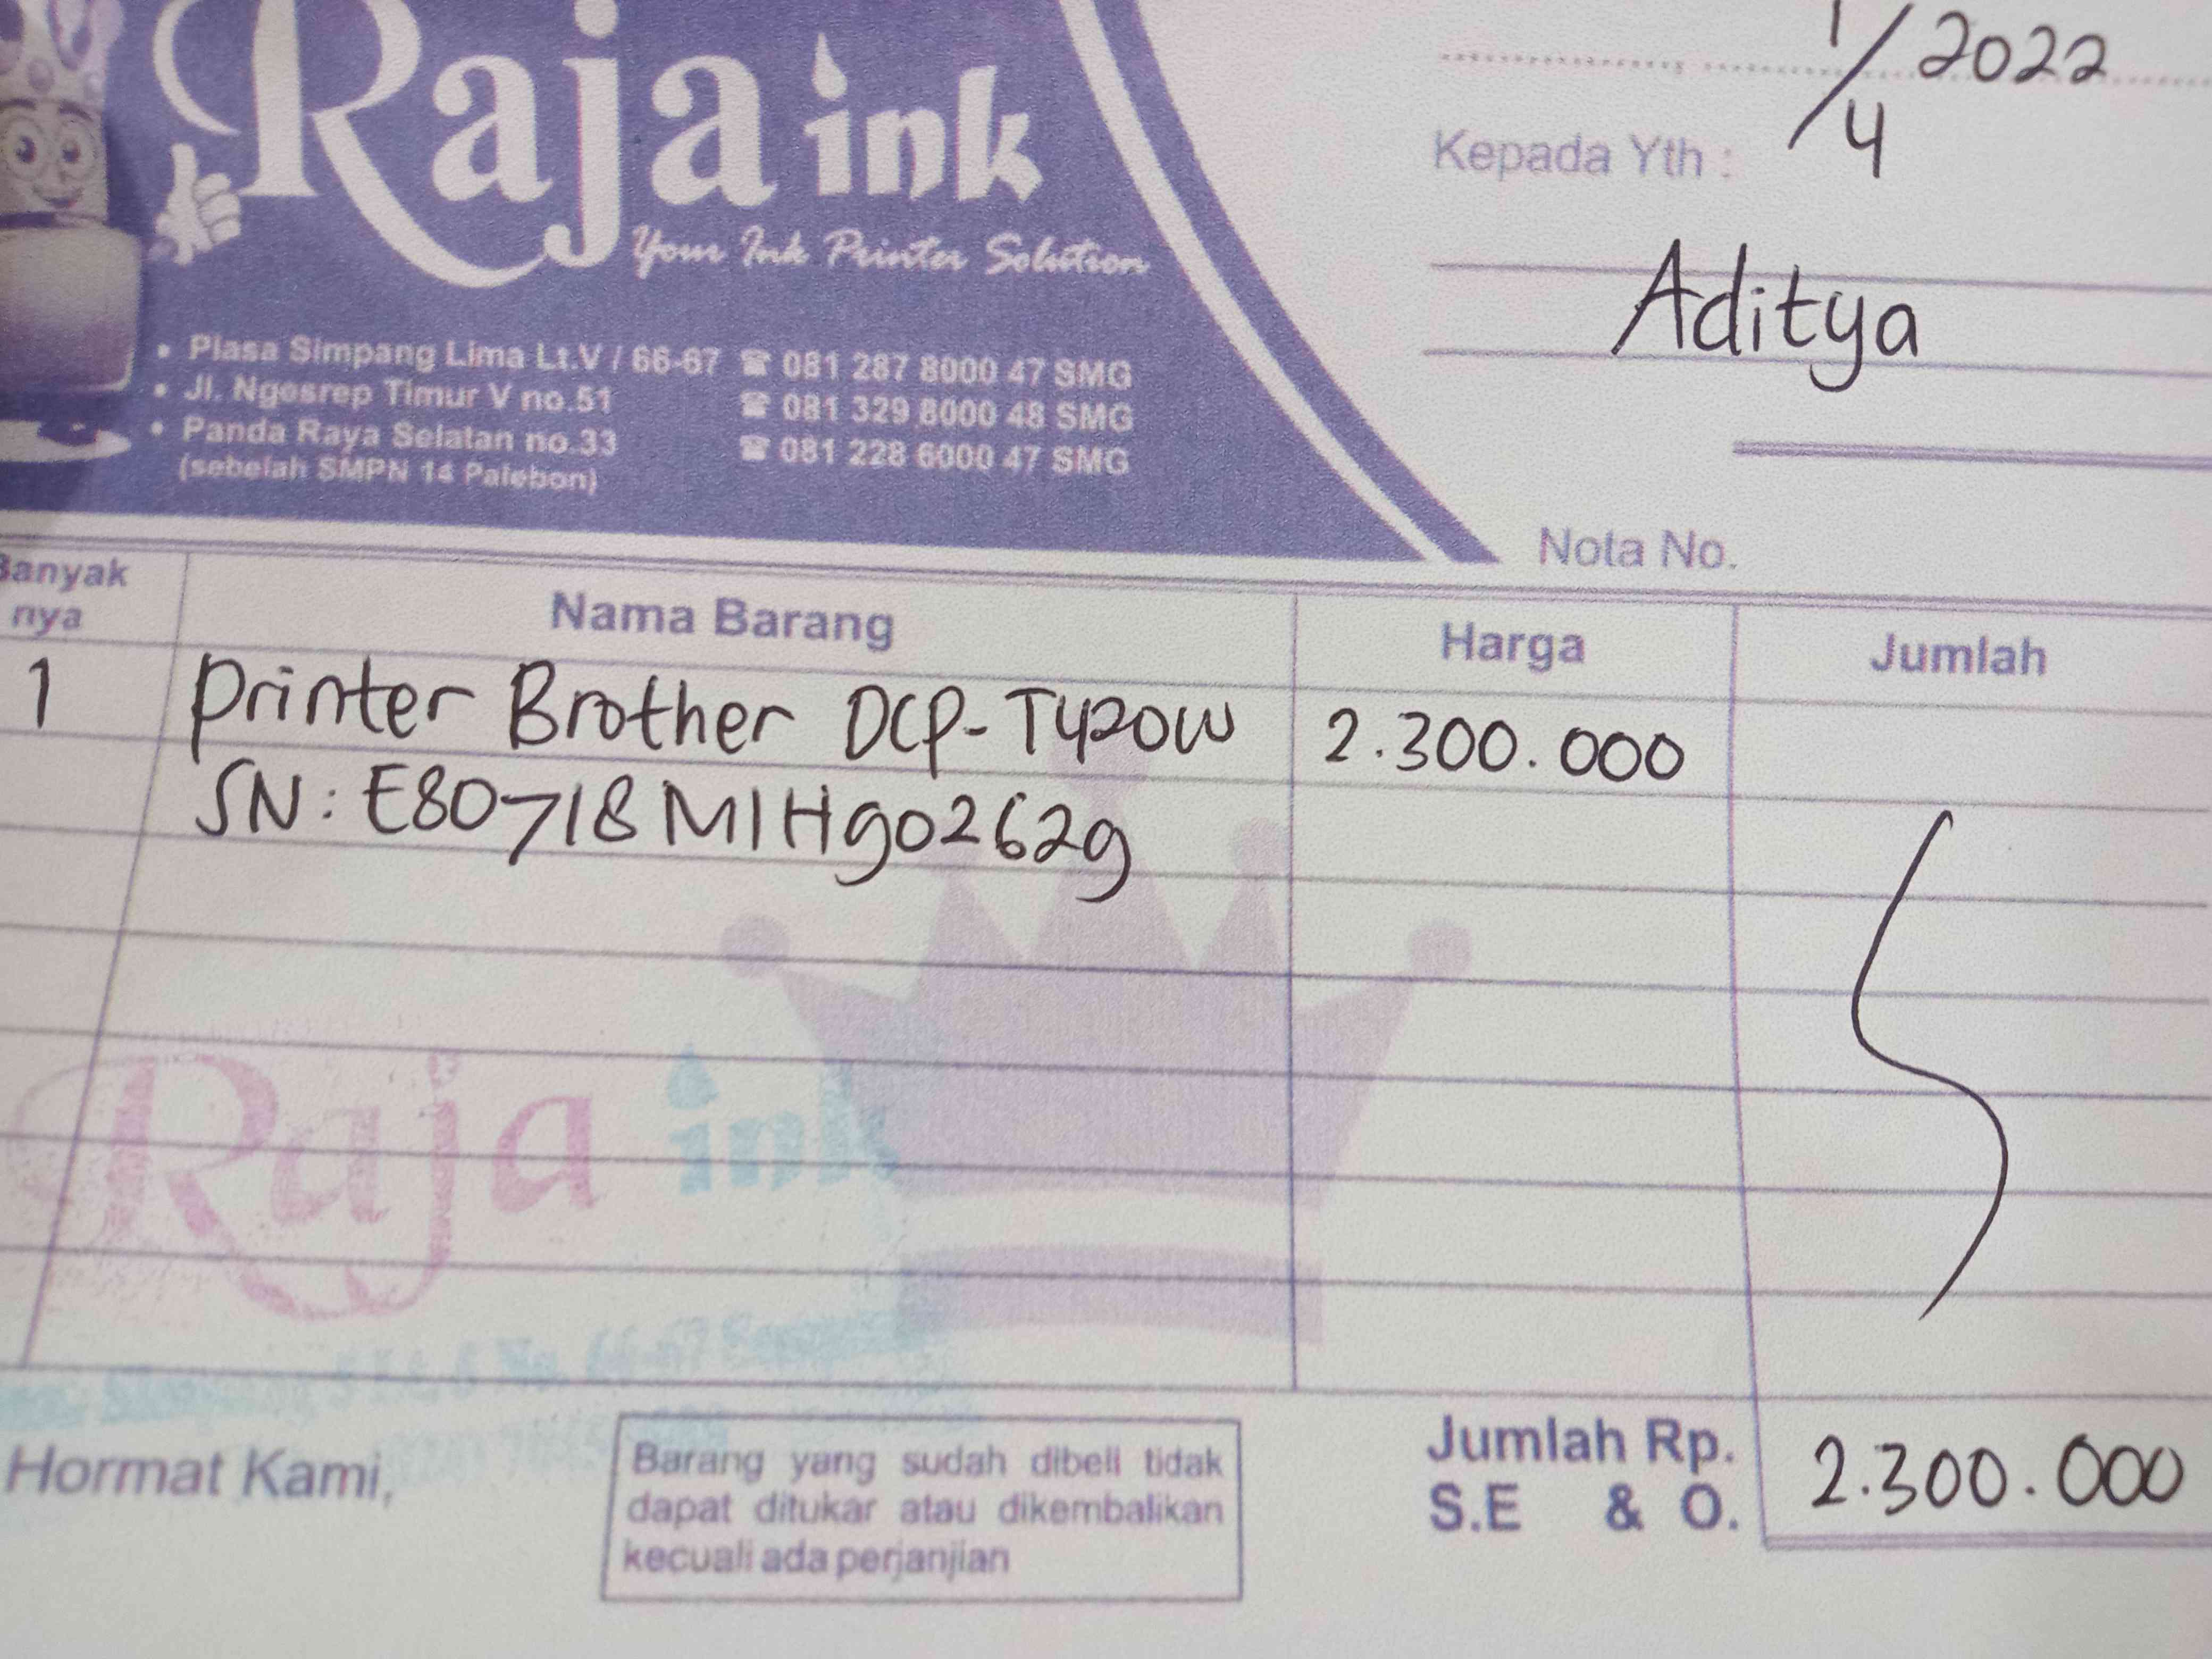 Raja ink
Your Ink Printer Solution
• Plasa Simpang Lima Lt.V / 66-67 ☎ 081 287 8000 47 SMG
• Jl. Ngesrep Timur V no.51 ☎ 081 329 8000 48 SMG
• Panda Raya Selatan no.33 ☎ 081 228 6000 47 SMG
(sebelah SMPN 14 Palebon)
1/4 2022
Kepada Yth :
Aditya
Nota No.
Banyak nya Nama Barang Harga Jumlah
1 Printer Brother DCP-T420W 2.300.000
SN: E80718M1H902629
Raja ink
Hormat Kami,
Barang yang sudah dibeli tidak
dapat ditukar atau dikembalikan
kecuali ada perjanjian
Jumlah Rp. 2.300.000
S.E & O.